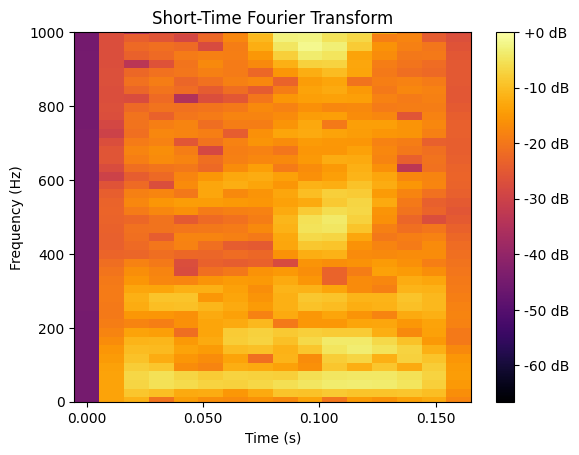 Short-Time Fourier Transform
1000
800
600
400
200
0
Frequency (Hz)
0.000
0.050
0.100
0.150
Time (s)
+0 dB
-10 dB
-20 dB
-30 dB
-40 dB
-50 dB
-60 dB